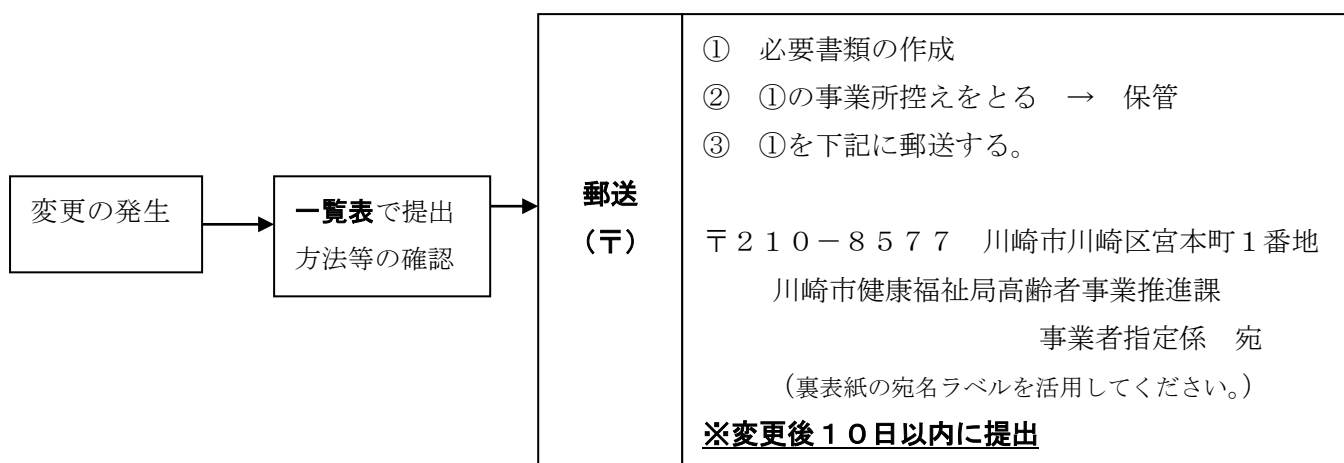 変更の発生
一覧表で提出
方法等の確認
郵送
(〒)
① 必要書類の作成
② ①の事業所控えをとる → 保管
③ ①を下記に郵送する。
〒２１０－８５７７ 川崎市川崎区宮本町１番地
川崎市健康福祉局高齢者事業推進課
事業者指定係 宛
（裏表紙の宛名ラベルを活用してください。）
※変更後１０日以内に提出